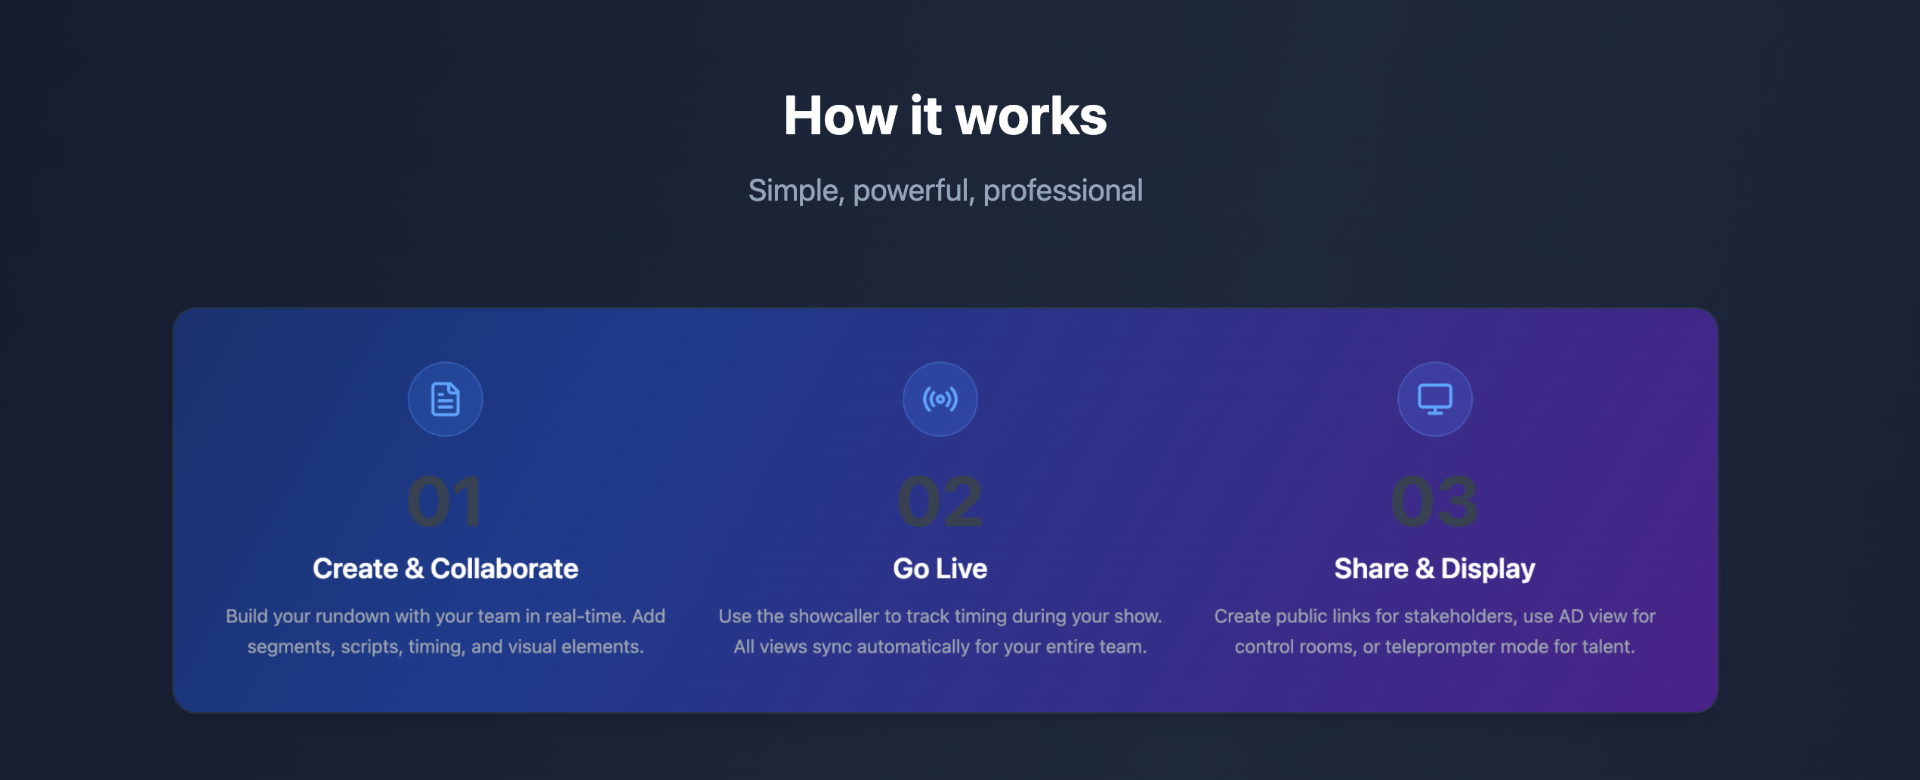 How it works
Simple, powerful, professional
01
Create & Collaborate
Build your rundown with your team in real-time. Add
segments, scripts, timing, and visual elements.
02
Go Live
Use the showcaller to track timing during your show.
All views sync automatically for your entire team.
03
Share & Display
Create public links for stakeholders, use AD view for
control rooms, or teleprompter mode for talent.